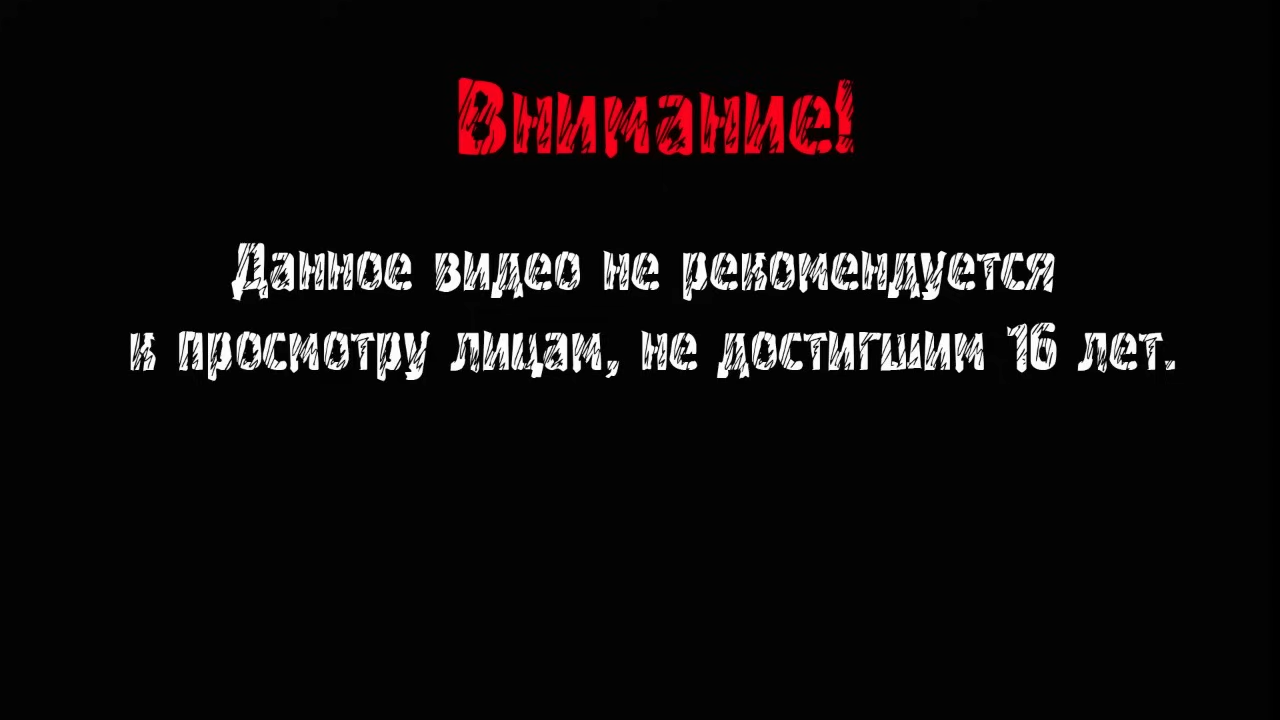 Внимание!
Данное видео не рекомендуется
к просмотру лицам, не достигшим 16 лет.